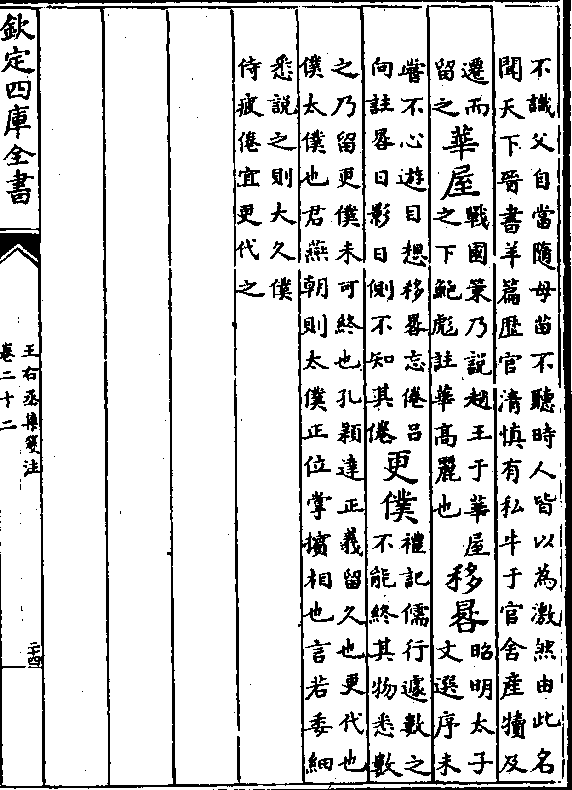 不識父自當隨母苗不聽時人皆以為激然由此名
聞天下晉書羊篇歴官清慎有私牛于官舍産犢及
遷而
留之
華屋
戰國策乃說趙王于華屋
之下鮑彪註華髙麗也
移晷
昭明太子
文選序未
嘗不心遊目想移晷忘倦吕
向註晷日影日側不知其倦
更僕
禮記儒行遽數之
不能終其物悉數
之乃留更僕未可終也孔穎達正義留久也更代也
僕太僕也君燕朝則太僕正位掌擯相也言若委細
悉說之則大久僕
侍疲倦宜更代之
欽定四庫全書
王右丞集箋注
卷二十二
二十四